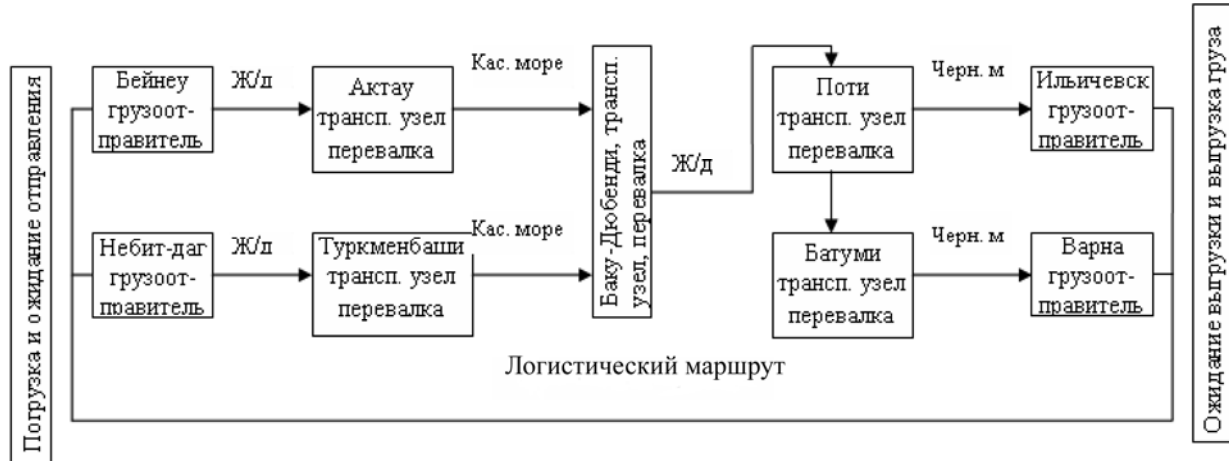 Погрузка и ожидание отправления
Бейнеу
грузоот-
правитель
Ж/д
Актау
трансп. узел
перевалка
Кас. море
Небит-даг
грузоот-
правитель
Ж/д
Туркменбаши
трансп. узел
перевалка
Кас. море
Баку -Дюбенди, трансп.
узел, перевалка
Ж/д
Поти
трансп. узел
перевалка
Черн. м
Ильичевск
грузоот-
правитель
Батуми
трансп. узел
перевалка
Черн. м
Варна
грузоот-
правитель
Логистический маршрут
Ожидание выгрузки и выгрузка груза